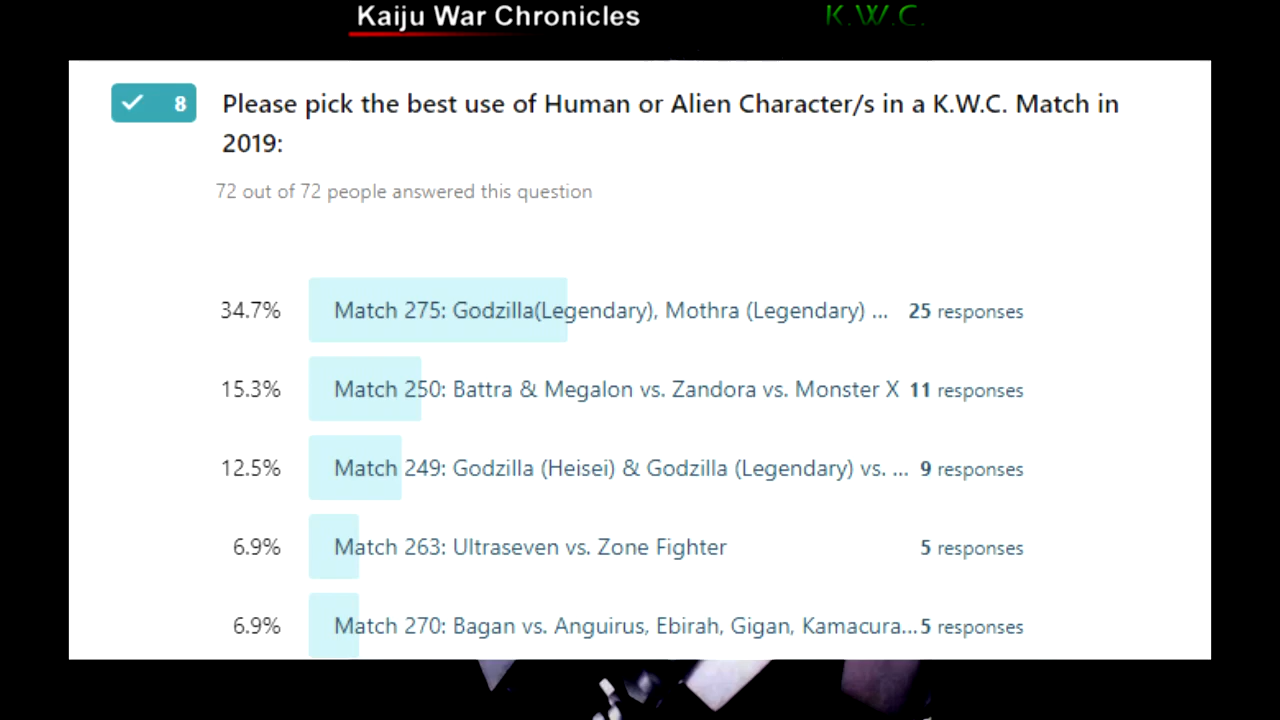 Kaiju War Chronicles K.W.C.
8 Please pick the best use of Human or Alien Character/s in a K.W.C. Match in
2019:
72 out of 72 people answered this question
34.7% Match 275: Godzilla(Legendary), Mothra (Legendary) ... 25 responses
15.3% Match 250: Battra & Megalon vs. Zandora vs. Monster X 11 responses
12.5% Match 249: Godzilla (Heisei) & Godzilla (Legendary) vs. ... 9 responses
6.9% Match 263: Ultraseven vs. Zone Fighter 5 responses
6.9% Match 270: Bagan vs. Anguirus, Ebirah, Gigan, Kamacura... 5 responses